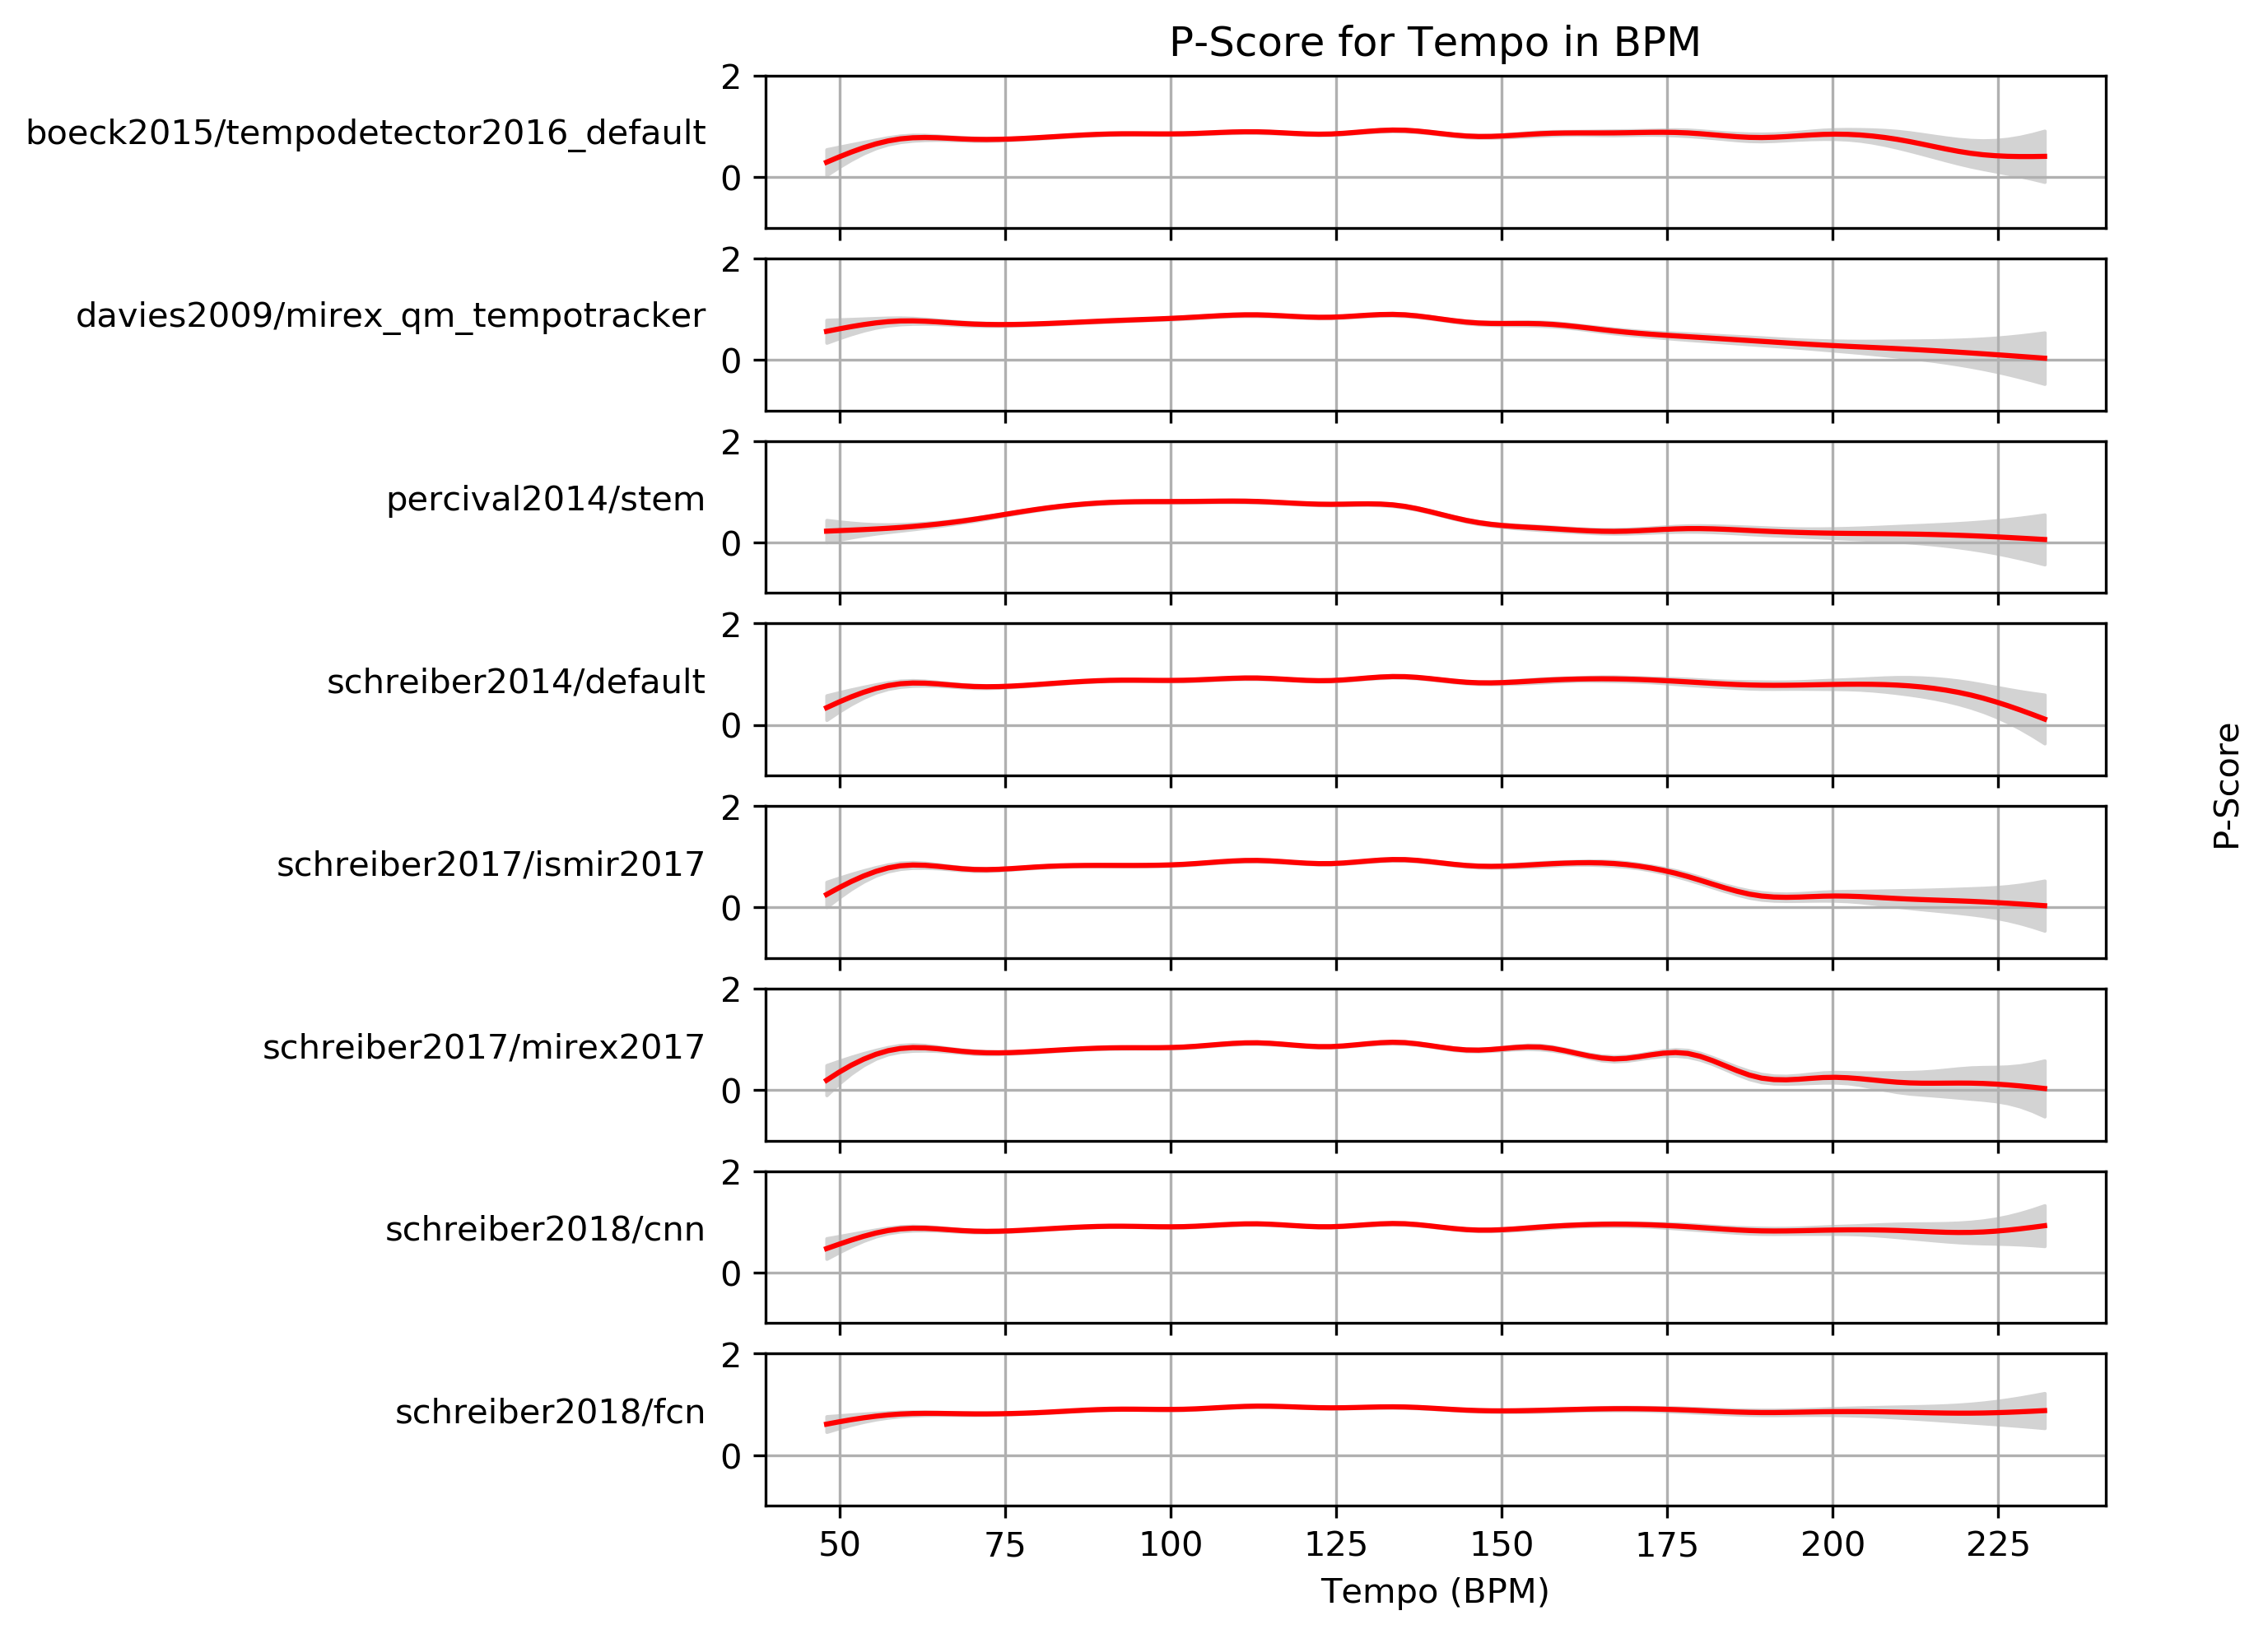 P-Score for Tempo in BPM
2
boeck2015/tempodetector2016_default
0
2
davies2009/mirex_qm_tempotracker
0
2
percival2014/stem
0
2
schreiber2014/default
0
P-Score
2
schreiber2017/ismir2017
0
2
schreiber2017/mirex2017
0
2
schreiber2018/cnn
0
2
schreiber2018/fcn
0
50 75 100 125 150 175 200 225
Tempo (BPM)